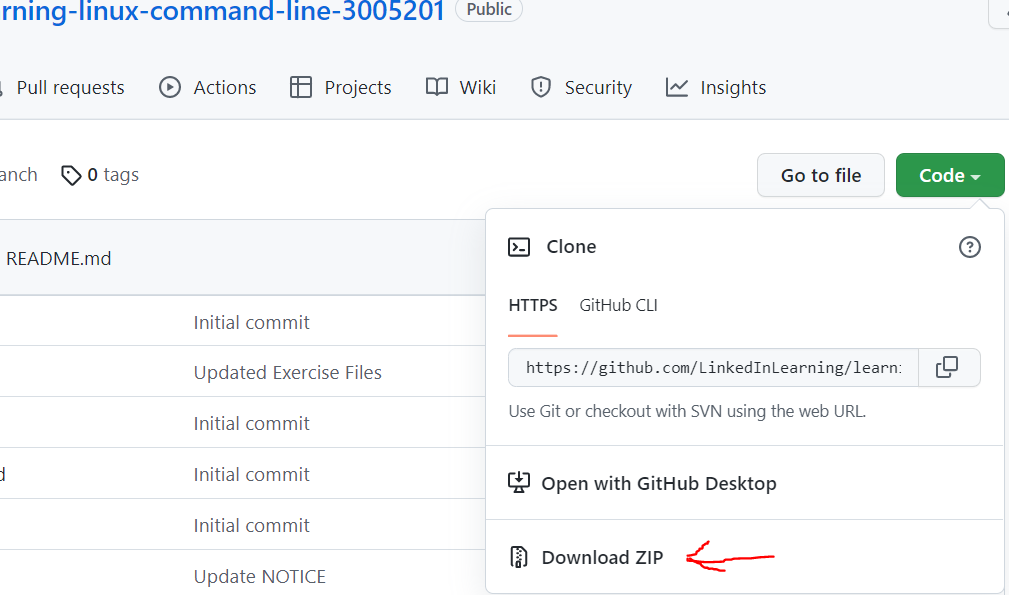 rning-linux-command-line-3005201 Public
Pull requests Actions Projects Wiki Security Insights
anch 0 tags Go to file Code
README.md
Clone
HTTPS GitHub CLI
Initial commit
https://github.com/LinkedInLearning/learni
Updated Exercise Files
Use Git or checkout with SVN using the web URL.
Initial commit
d Initial commit
Open with GitHub Desktop
Initial commit
Download ZIP
Update NOTICE